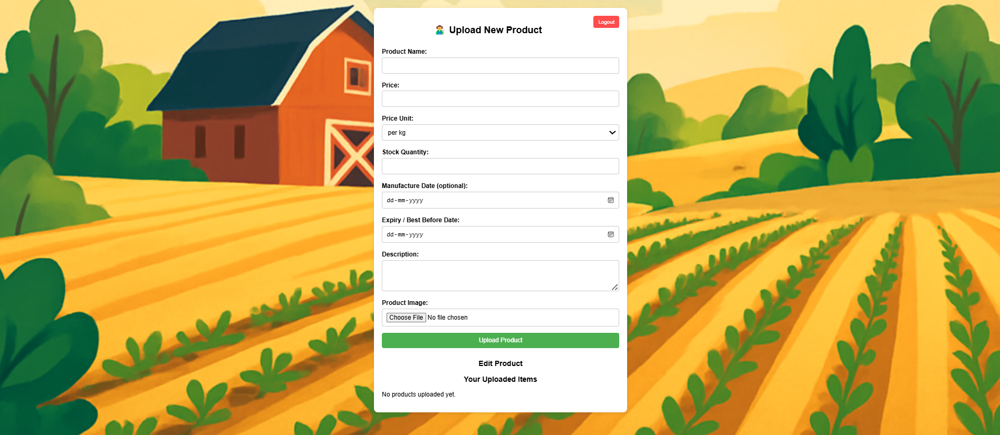 Logout
Upload New Product
Product Name:
Price:
Price Unit:
per kg
Stock Quantity:
Manufacture Date (optional):
dd-mm-yyyy
Expiry / Best Before Date:
dd-mm-yyyy
Description:
Product Image:
Choose File No file chosen
Upload Product
Edit Product
Your Uploaded Items
No products uploaded yet.